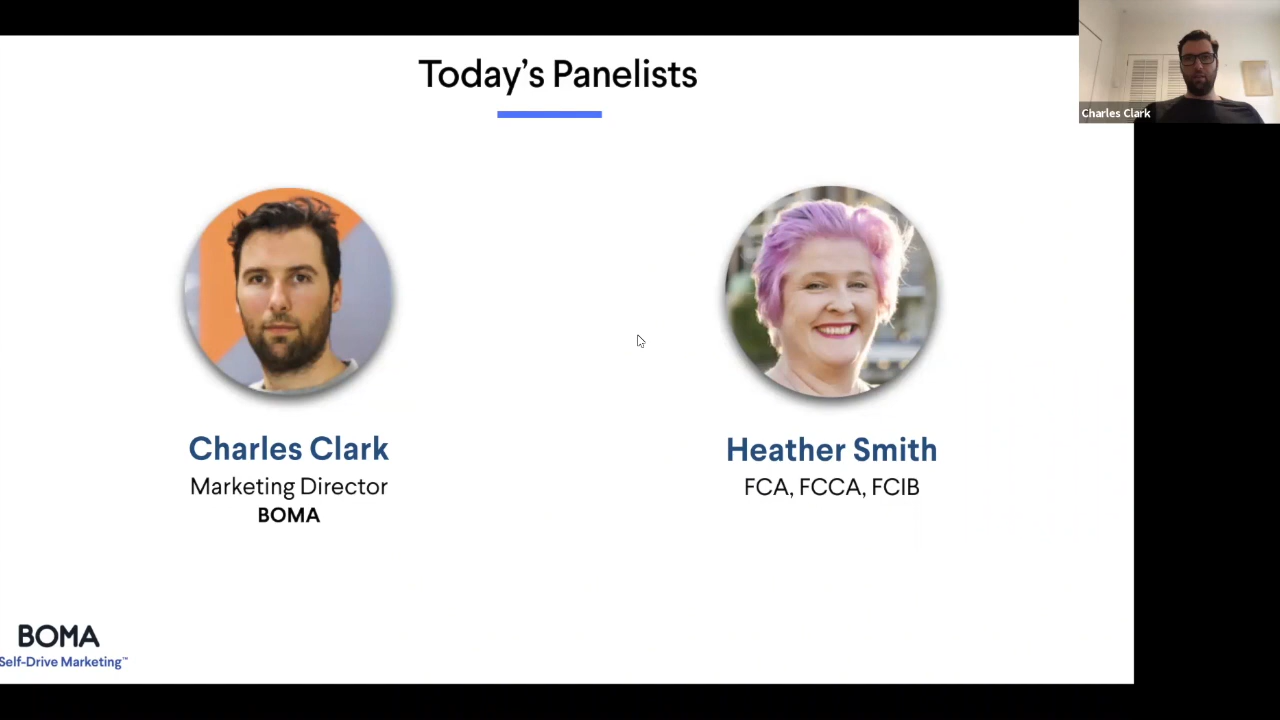 Today's Panelists
Charles Clark
Charles Clark
Marketing Director
BOMA
Heather Smith
FCA, FCCA, FCIB
BOMA
Self-Drive Marketing™